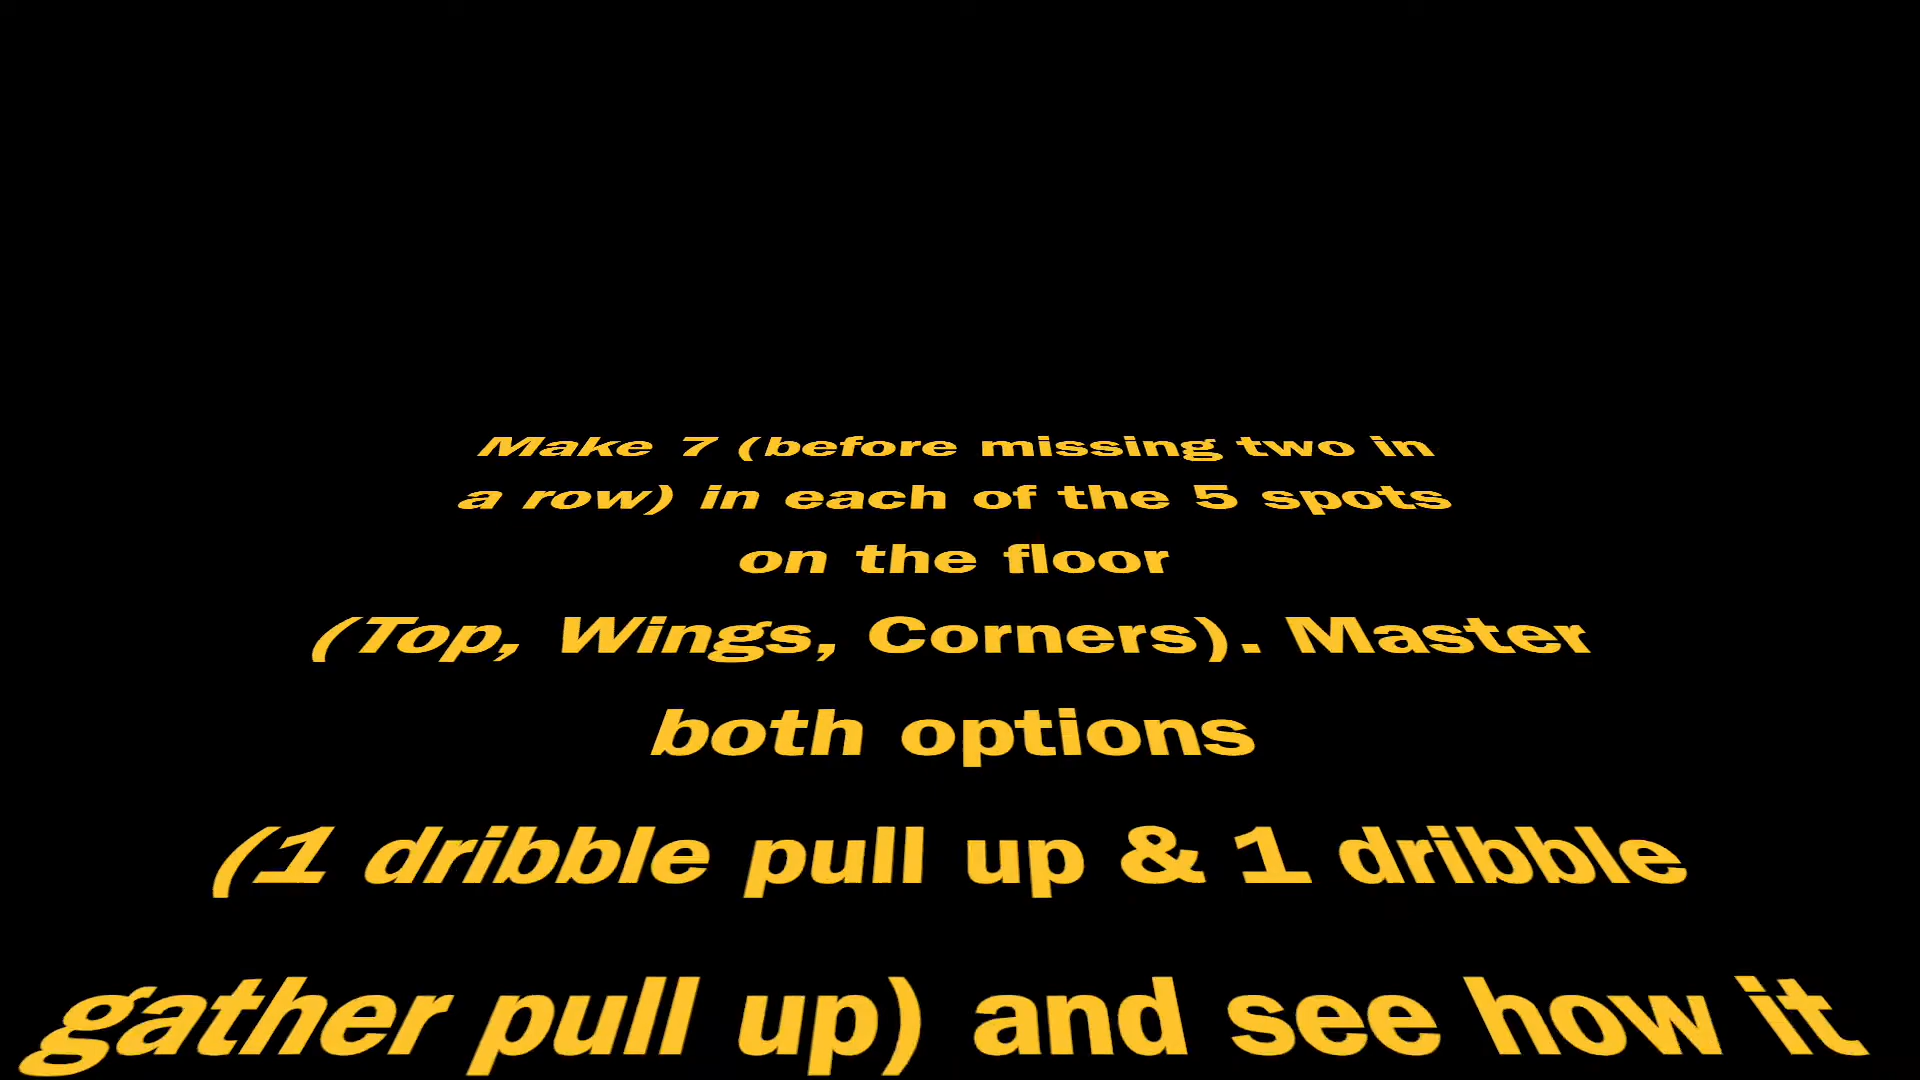 Make 7 (before missing two in
a row) in each of the 5 spots
on the floor
(Top, Wings, Corners). Master
both options
(1 dribble pull up & 1 dribble
gather pull up) and see how it